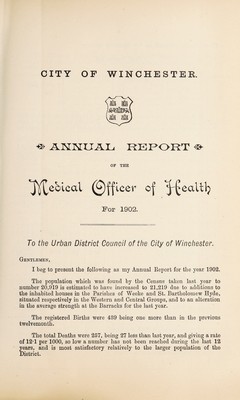 CITY OF WINCHESTER.
ANNUAL REPORT
OF THE
Medical Officer of Health
For 1902.
To the Urban District Council of the City of Winchester.
GENTLEMEN,
I beg to present the following as my Annual Report for the year 1902.
The population which was found by the Census taken last year to
number 20,919 is estimated to have increased to 21,219 due to additions to
the inhabited houses in the Parishes of Weeke and St. Bartholomew Hyde,
situated respectively in the Western and Central Groups, and to an alteration
in the average strength at the Barracks for the last year.
The registered Births were 459 being one more than in the previous
twelvemonth.
The total Deaths were 257, being 27 less than last year, and giving a rate
of 12·1 per 1000, so low a number has not been reached during the last 12
years, and is most satisfactory relatively to the larger population of the
District.